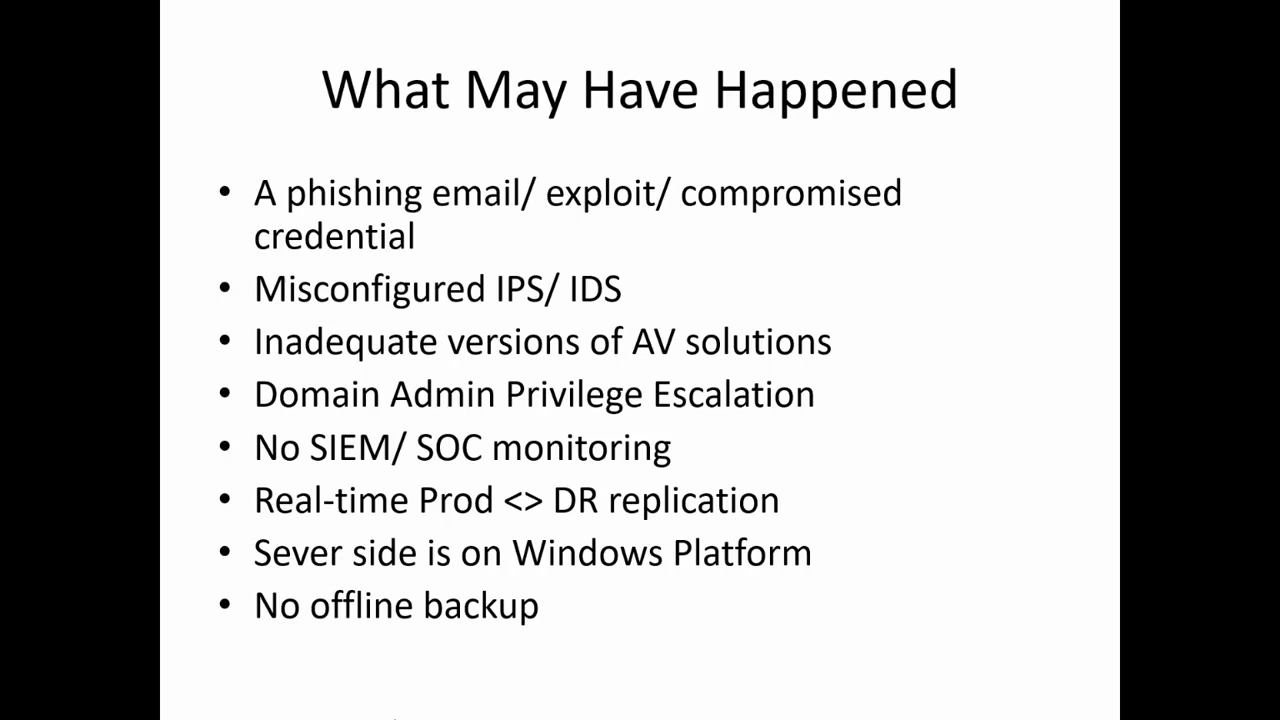 What May Have Happened
• A phishing email/ exploit/ compromised
credential
• Misconfigured IPS/ IDS
• Inadequate versions of AV solutions
• Domain Admin Privilege Escalation
• No SIEM/ SOC monitoring
• Real-time Prod <> DR replication
• Sever side is on Windows Platform
• No offline backup